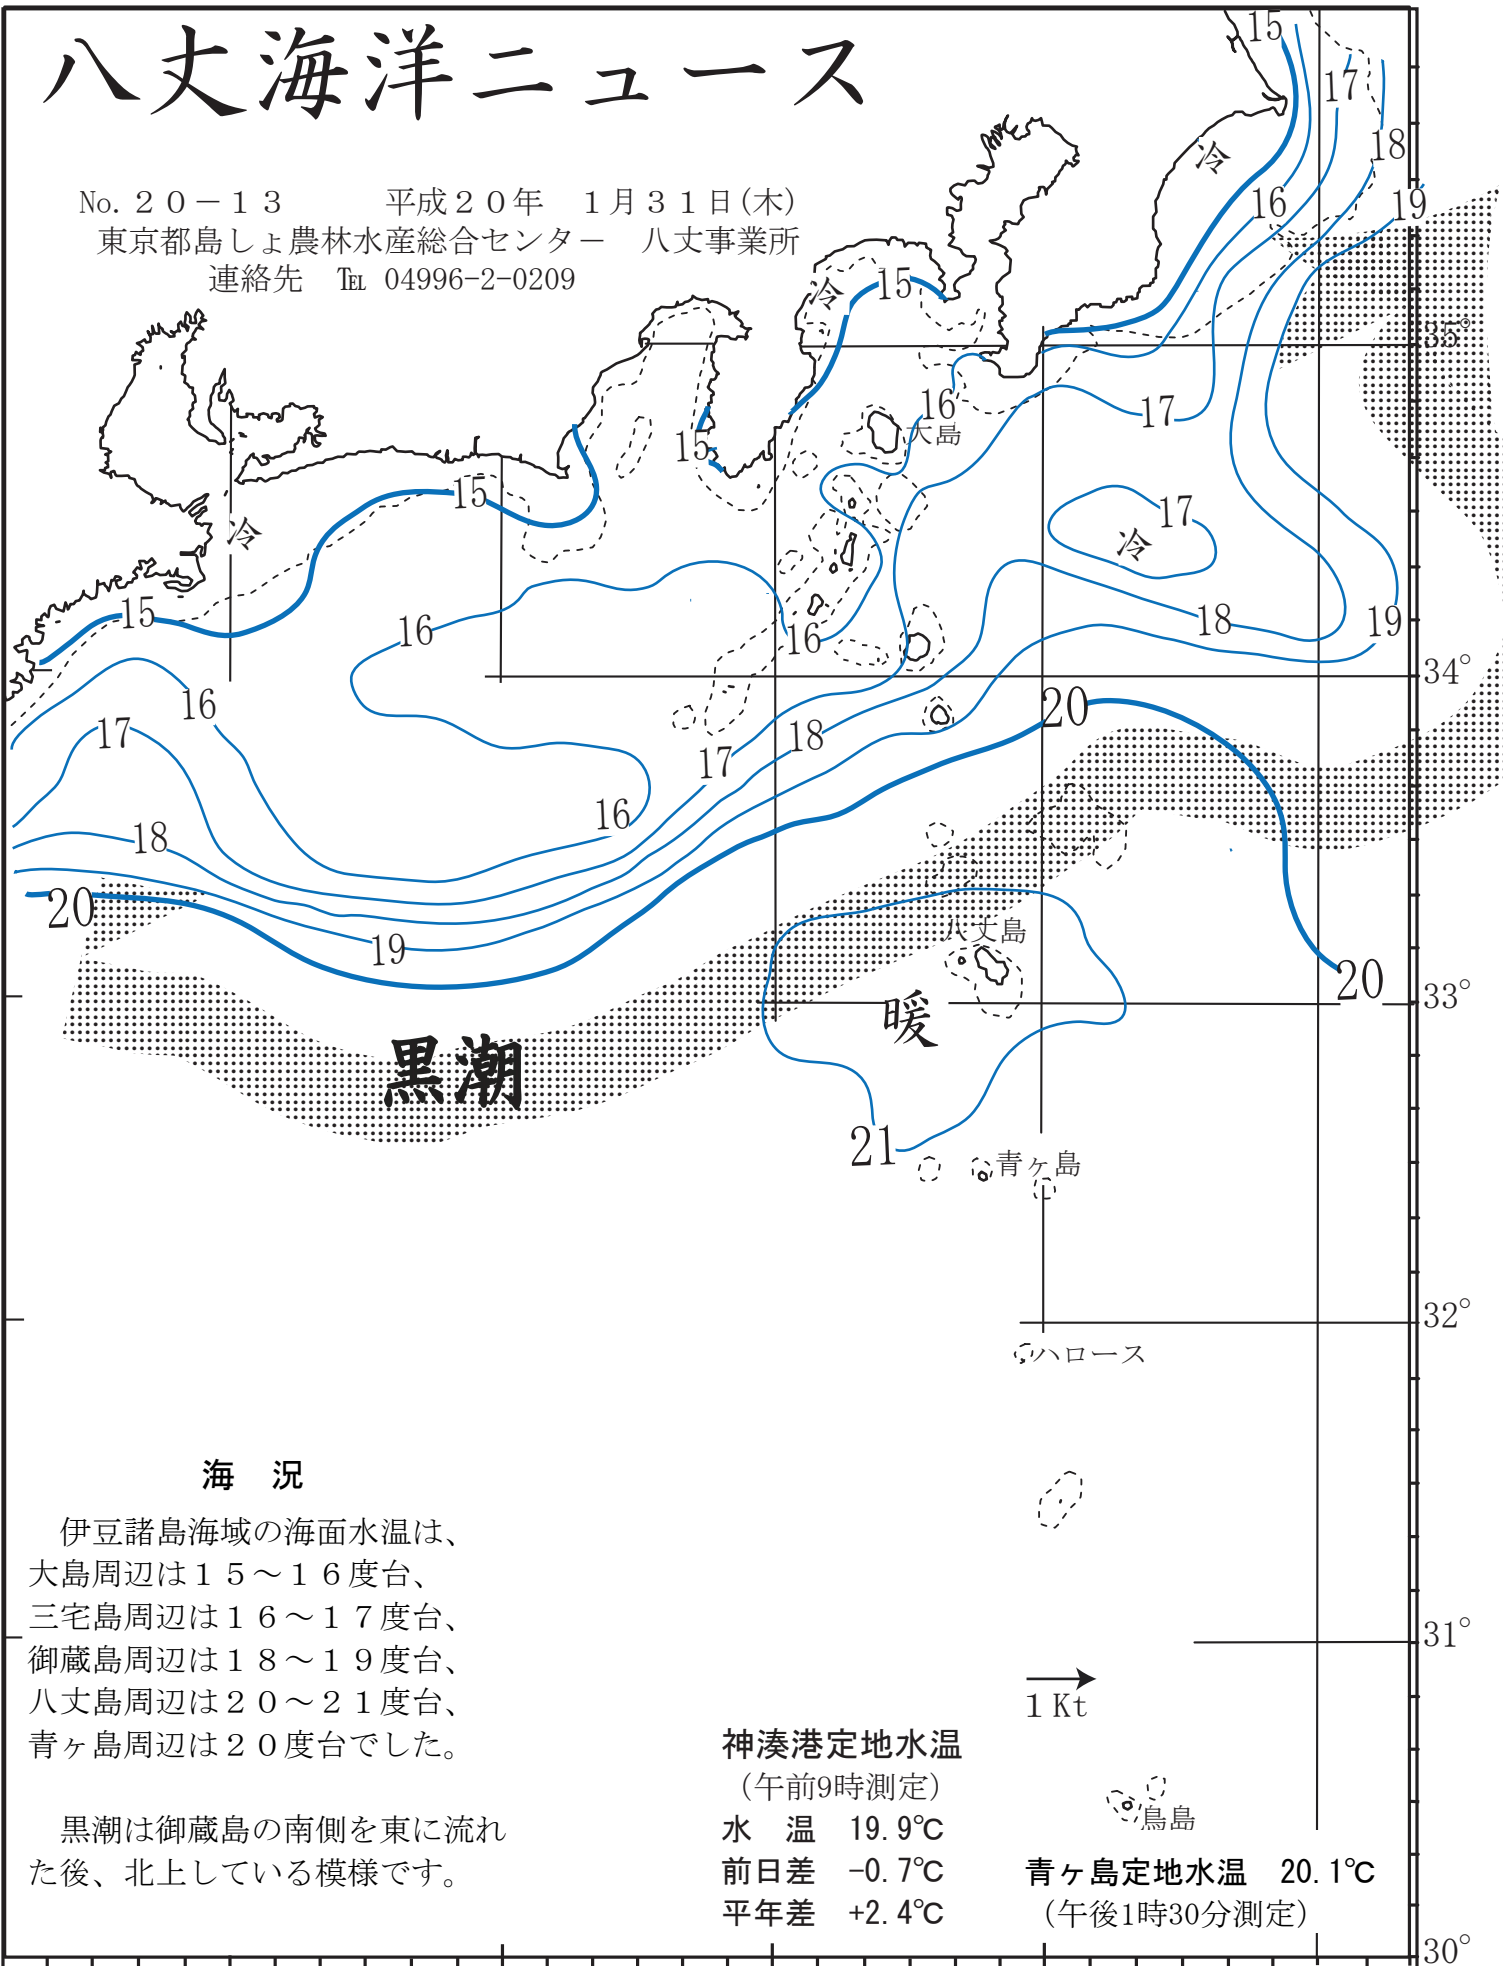 八丈海洋ニュース
No.２０－１３　平成２０年　１月３１日(木)
東京都島しょ農林水産総合センター　八丈事業所
連絡先　℡ 04996-2-0209
15
17
18
冷
16
19
冷
15
35°
16
17
大島
15
15
冷
17
冷
15
16
16
18
19
34°
16
20
17
18
17
16
18
20
八丈島
19
20
33°
暖
黒潮
21
青ヶ島
32°
ハロース
海　況
伊豆諸島海域の海面水温は、
大島周辺は１５～１６度台、
三宅島周辺は１６～１７度台、
御蔵島周辺は１８～１９度台、
八丈島周辺は２０～２１度台、
青ヶ島周辺は２０度台でした。
黒潮は御蔵島の南側を東に流れ
た後、北上している模様です。
31°
1 Kt
神湊港定地水温
（午前9時測定）
水　温　19.9℃
前日差　-0.7℃
平年差　+2.4℃
鳥島
青ヶ島定地水温　20.1℃
（午後1時30分測定）
30°